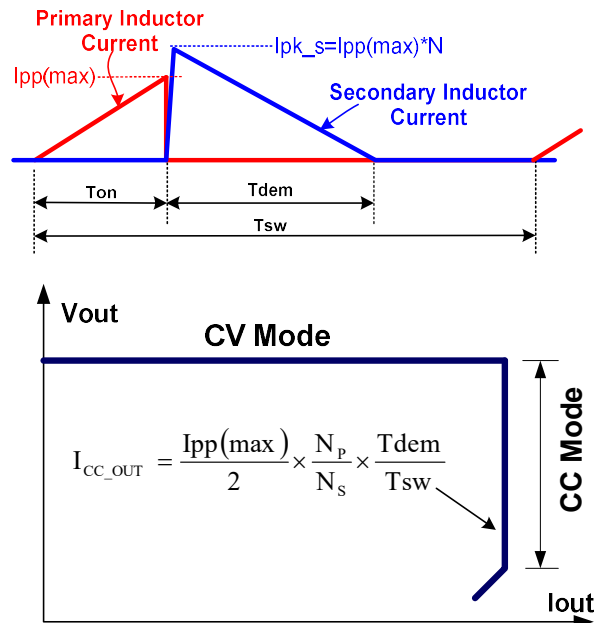 Primary Inductor
Current
Ipk_s=Ipp(max)*N
Ipp(max)
Secondary Inductor
Current
Ton
Tdem
Tsw
Vout
CV Mode
I_CC_OUT = Ipp(max)/2 × N_P/N_S × Tdem/Tsw
CC Mode
Iout